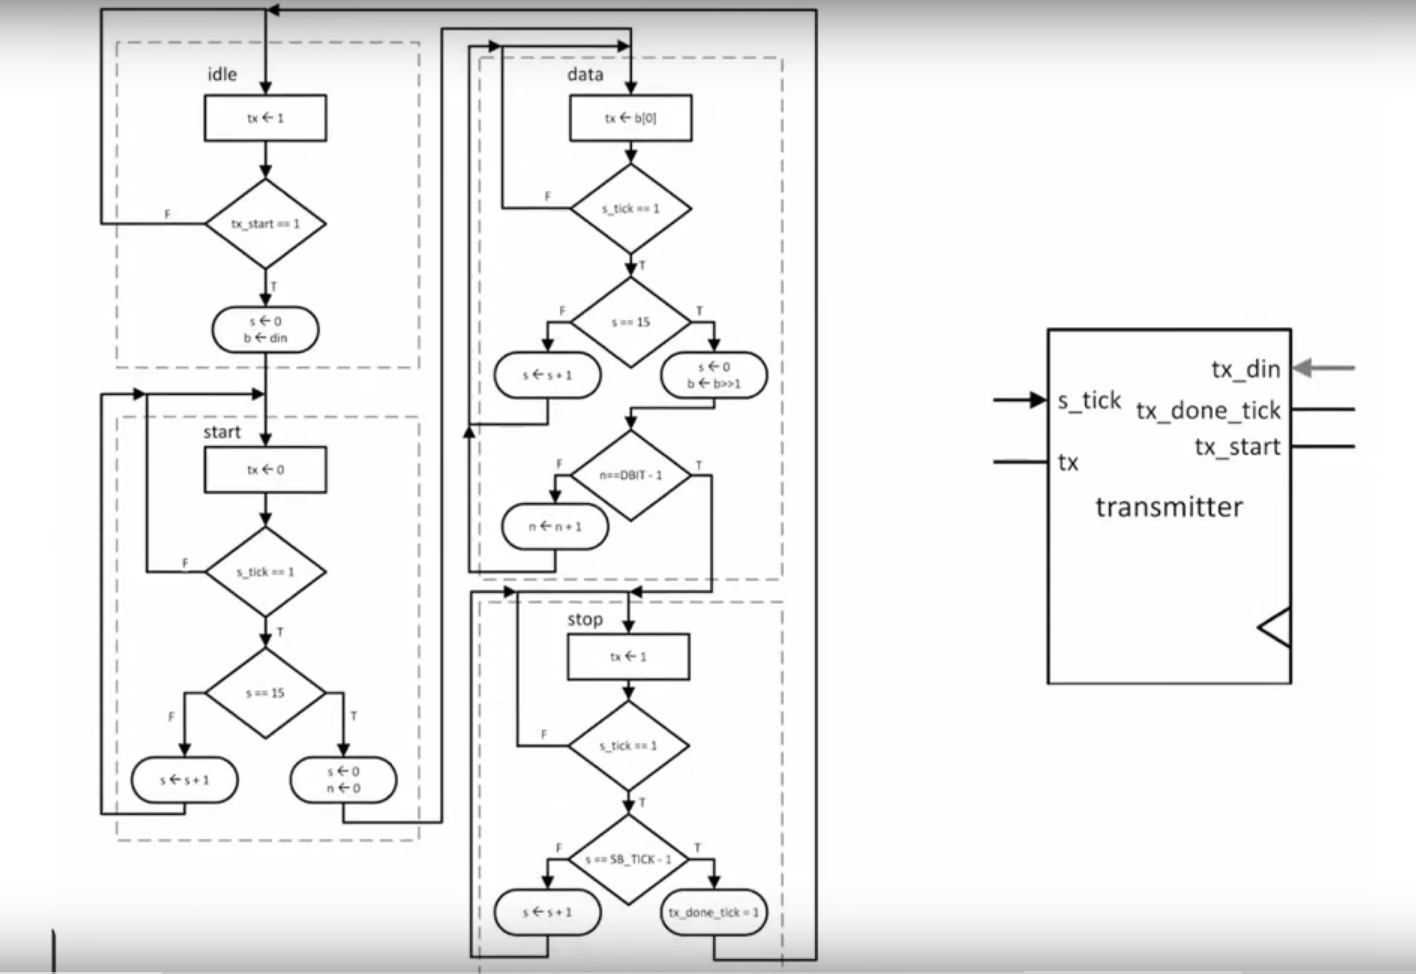 idle
tx ← 1
tx_start == 1
F
T
s ← 0
b ← din
start
tx ← 0
s_tick == 1
F
T
s == 15
F
T
s ← s + 1
s ← 0
n ← 0
data
tx ← b[0]
s_tick == 1
F
T
s == 15
F
T
s ← s + 1
s ← 0
b ← b>>1
n==DBIT - 1
F
T
n ← n + 1
stop
tx ← 1
s_tick == 1
F
T
s == SB_TICK - 1
F
T
s ← s + 1
tx_done_tick = 1
tx_din
s_tick
tx_done_tick
tx_start
tx
transmitter